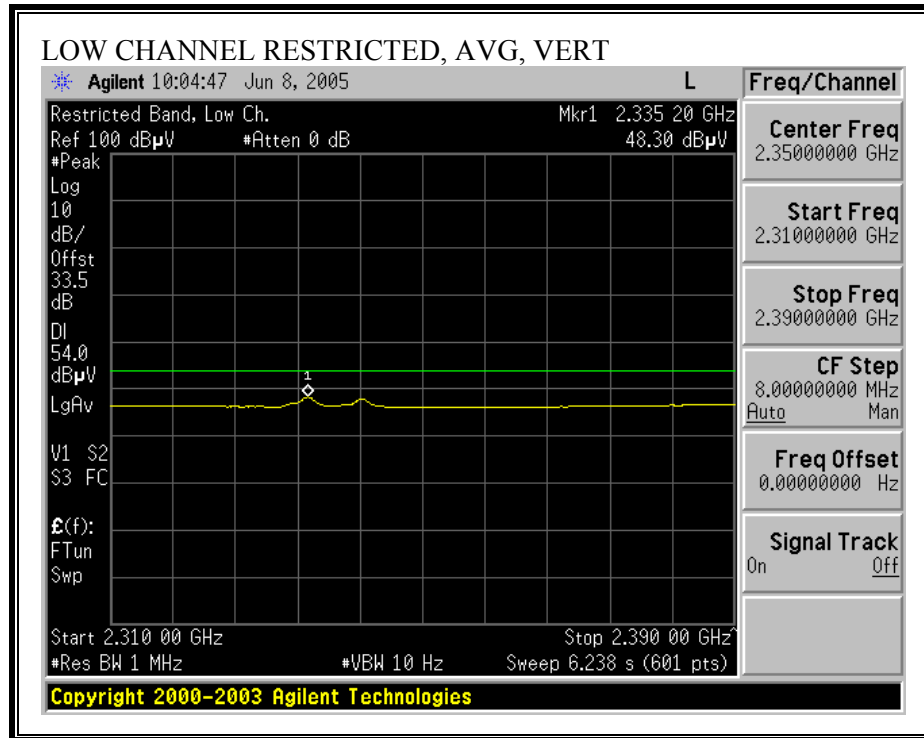 LOW CHANNEL RESTRICTED, AVG, VERT
Agilent 10:04:47 Jun 8, 2005 L
Restricted Band, Low Ch. Mkr1 2.335 20 GHz
Ref 100 dBµV #Atten 0 dB 48.30 dBµV
#Peak
Log
10
dB/
Offst
33.5
dB
DI
54.0
dBµV
LgAv
V1 S2
S3 FC
£(f):
FTun
Swp
1
Start 2.310 00 GHz Stop 2.390 00 GHz^
#Res BW 1 MHz #VBW 10 Hz Sweep 6.238 s (601 pts)
Copyright 2000-2003 Agilent Technologies
Freq/Channel
Center Freq
2.35000000 GHz
Start Freq
2.31000000 GHz
Stop Freq
2.39000000 GHz
CF Step
8.00000000 MHz
Auto Man
Freq Offset
0.00000000 Hz
Signal Track
On Off